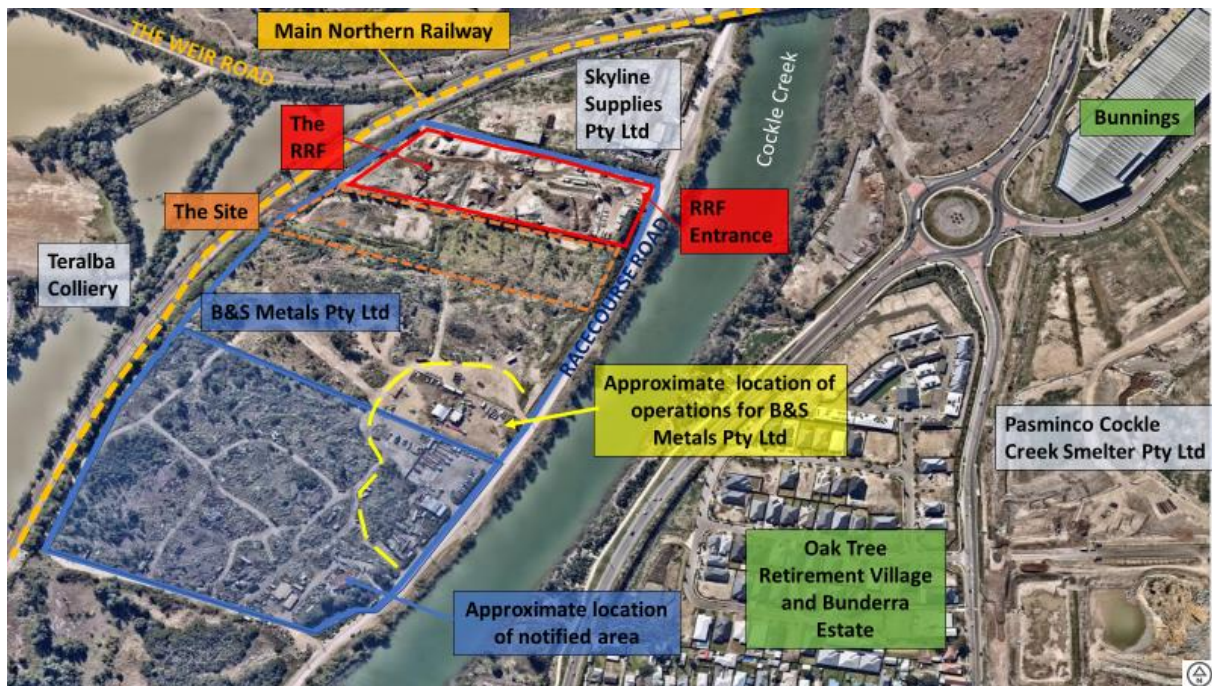 THE WEIR ROAD
Main Northern Railway
Skyline
Supplies
Pty Ltd
Cockle Creek
Bunnings
The
RRF
The Site
RRF
Entrance
Teralba
Colliery
B&S Metals Pty Ltd
RACECOURSE ROAD
Approximate location of
operations for B&S
Metals Pty Ltd
Pasminco Cockle
Creek Smelter Pty Ltd
Oak Tree
Retirement Village
and Bunderra
Estate
Approximate location
of notified area
N